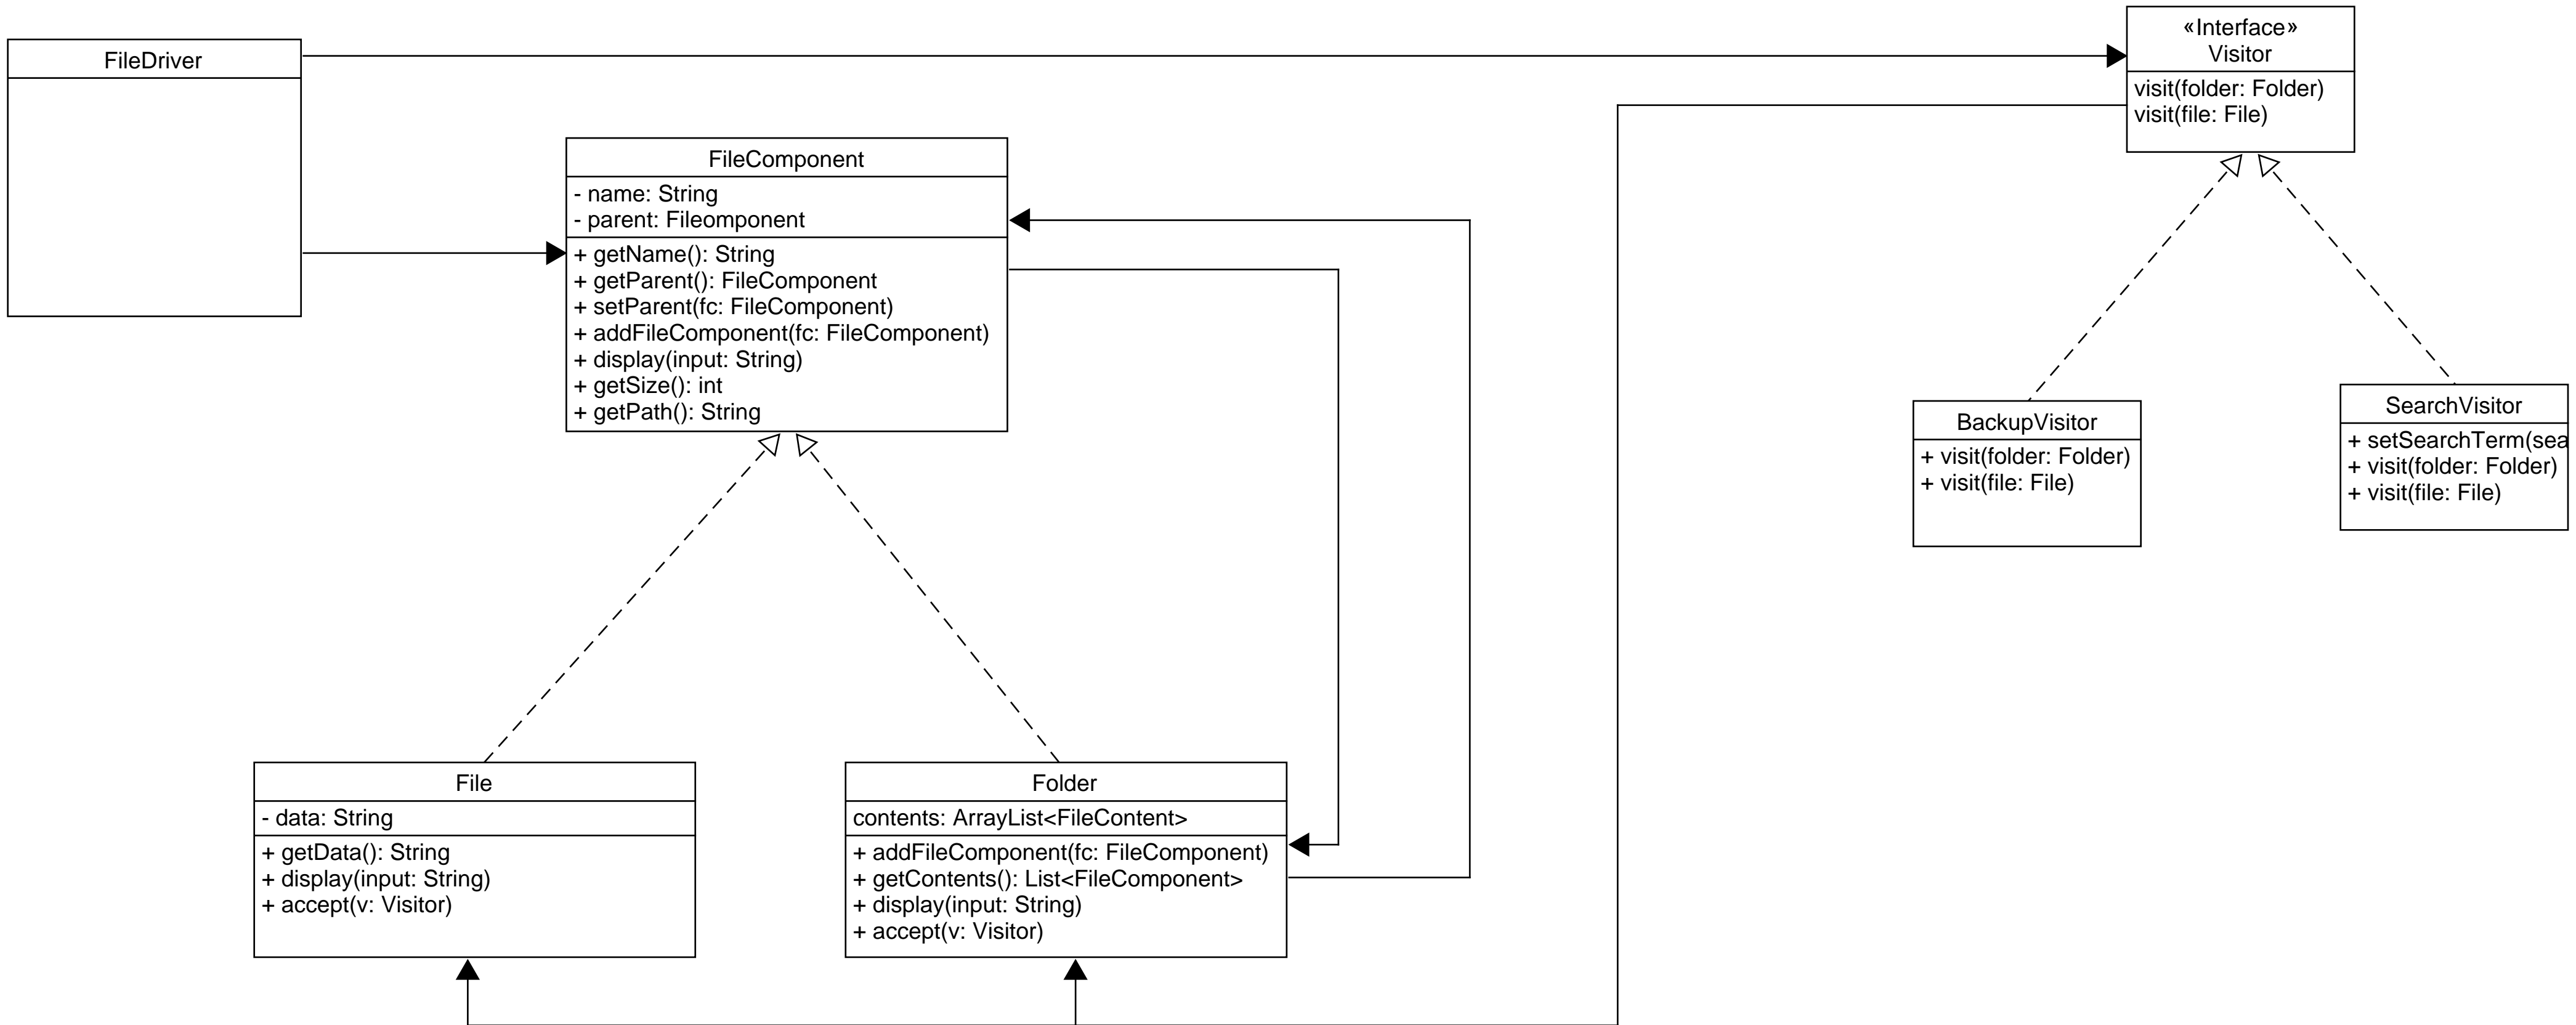 FileDriver
«Interface»
Visitor
visit(folder: Folder)
visit(file: File)
FileComponent
- name: String
- parent: Fileomponent
+ getName(): String
+ getParent(): FileComponent
+ setParent(fc: FileComponent)
+ addFileComponent(fc: FileComponent)
+ display(input: String)
+ getSize(): int
+ getPath(): String
BackupVisitor
+ visit(folder: Folder)
+ visit(file: File)
SearchVisitor
+ setSearchTerm(sea
+ visit(folder: Folder)
+ visit(file: File)
File
- data: String
+ getData(): String
+ display(input: String)
+ accept(v: Visitor)
Folder
contents: ArrayList<FileContent>
+ addFileComponent(fc: FileComponent)
+ getContents(): List<FileComponent>
+ display(input: String)
+ accept(v: Visitor)